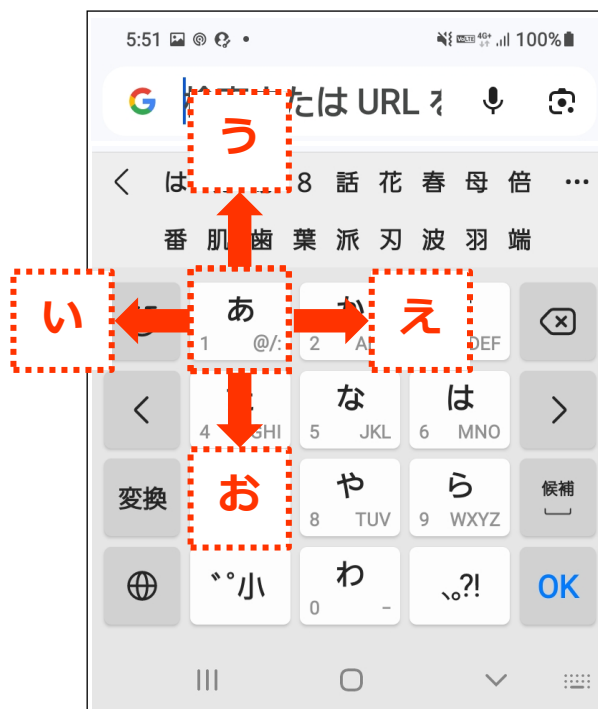 5:51 100%
4G+
たは URL を
う
は 8 話 花 春 母 倍 …
番 肌 歯 葉 派 刃 波 羽 端
い あ え
1 @/: 2 DEF
な は
4 GHI 5 JKL 6 MNO
変換 お や ら 候補
8 TUV 9 WXYZ
゛゜小 わ 、。?! OK
0 -